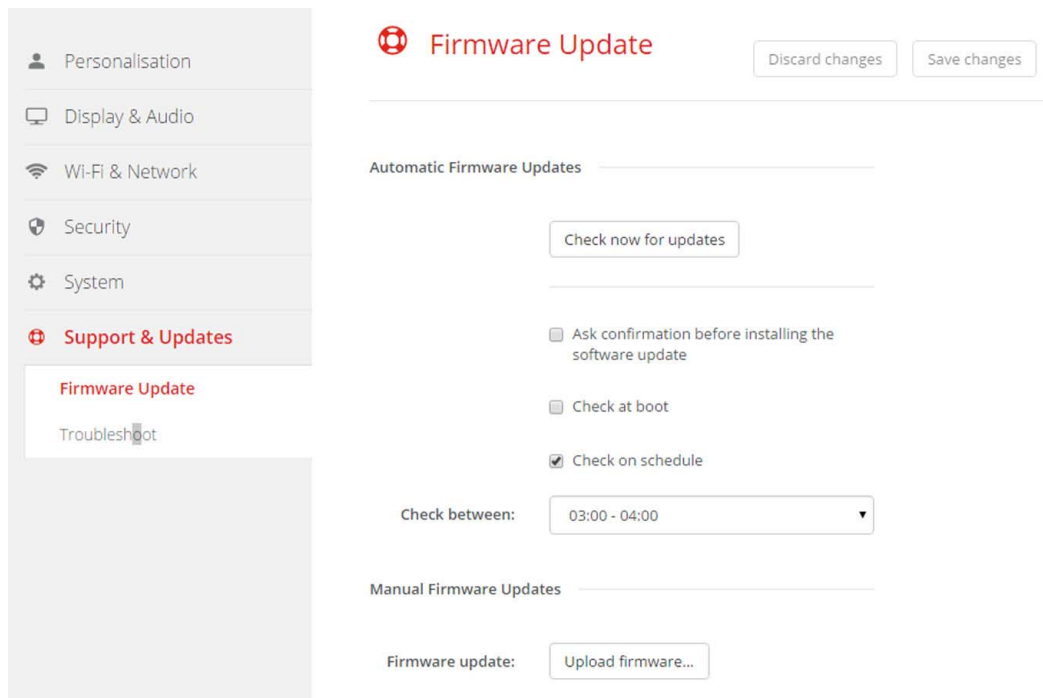 Personalisation
Display & Audio
Wi-Fi & Network
Security
System
Support & Updates
Firmware Update
Troubleshoot
Firmware Update
Discard changes
Save changes
Automatic Firmware Updates
Check now for updates
Ask confirmation before installing the
software update
Check at boot
Check on schedule
Check between:
03:00 - 04:00
Manual Firmware Updates
Firmware update:
Upload firmware...